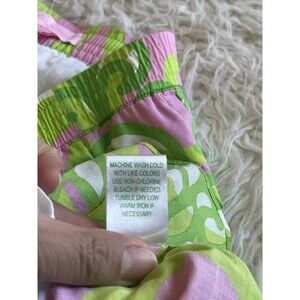 MACHINE WASH COLD
WITH LIKE COLORS
USE NON-CHLORINE
BLEACH IF NEEDED
TUMBLE DRY LOW
WARM IRON IF
NECESSARY